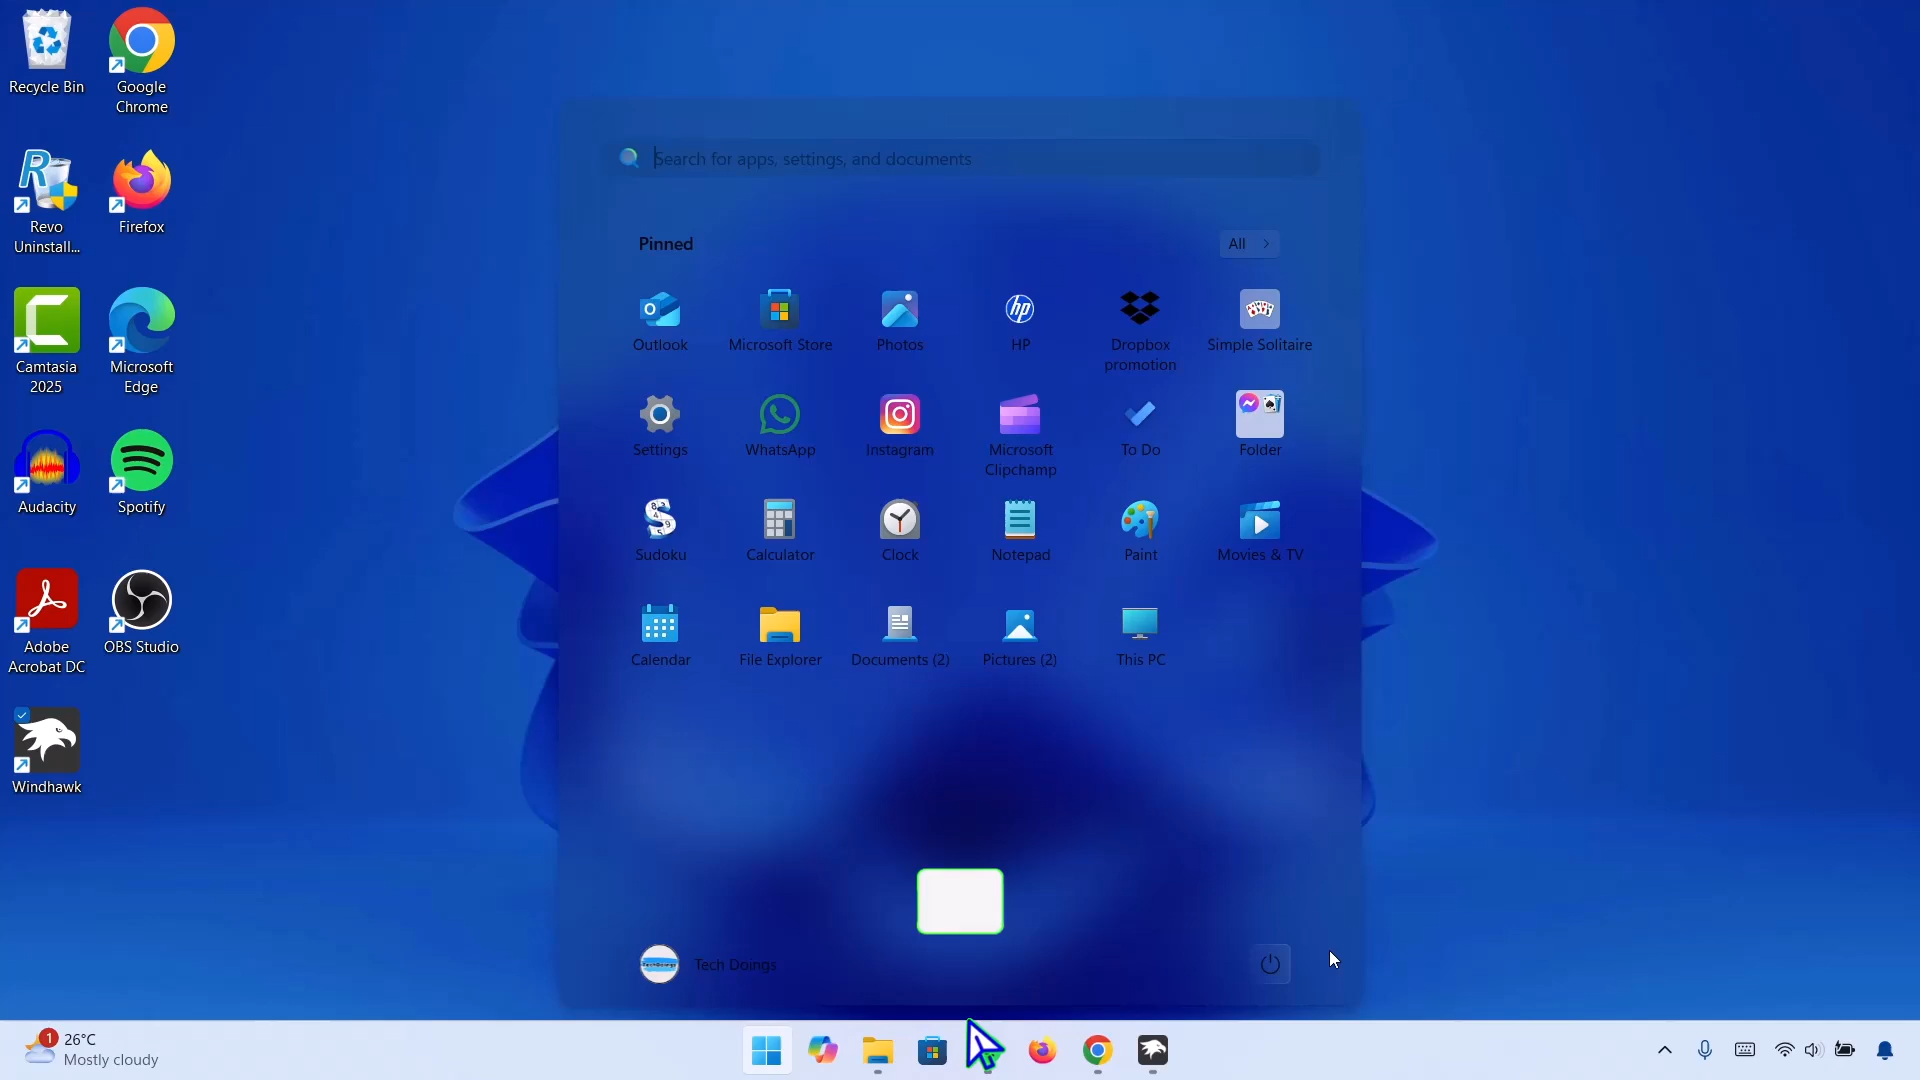 Recycle Bin
Google
Chrome
Revo
Uninstall...
Firefox
Camtasia
2025
Microsoft
Edge
Audacity
Spotify
Adobe
Acrobat DC
OBS Studio
Windhawk
Search for apps, settings, and documents
Pinned
All
Outlook
Microsoft Store
Photos
hp
HP
Dropbox
promotion
Simple Solitaire
Settings
WhatsApp
Instagram
Microsoft
Clipchamp
To Do
Folder
Sudoku
Calculator
Clock
Notepad
Paint
Movies & TV
Calendar
File Explorer
Documents (2)
Pictures (2)
This PC
Tech Doings
1
26°C
Mostly cloudy